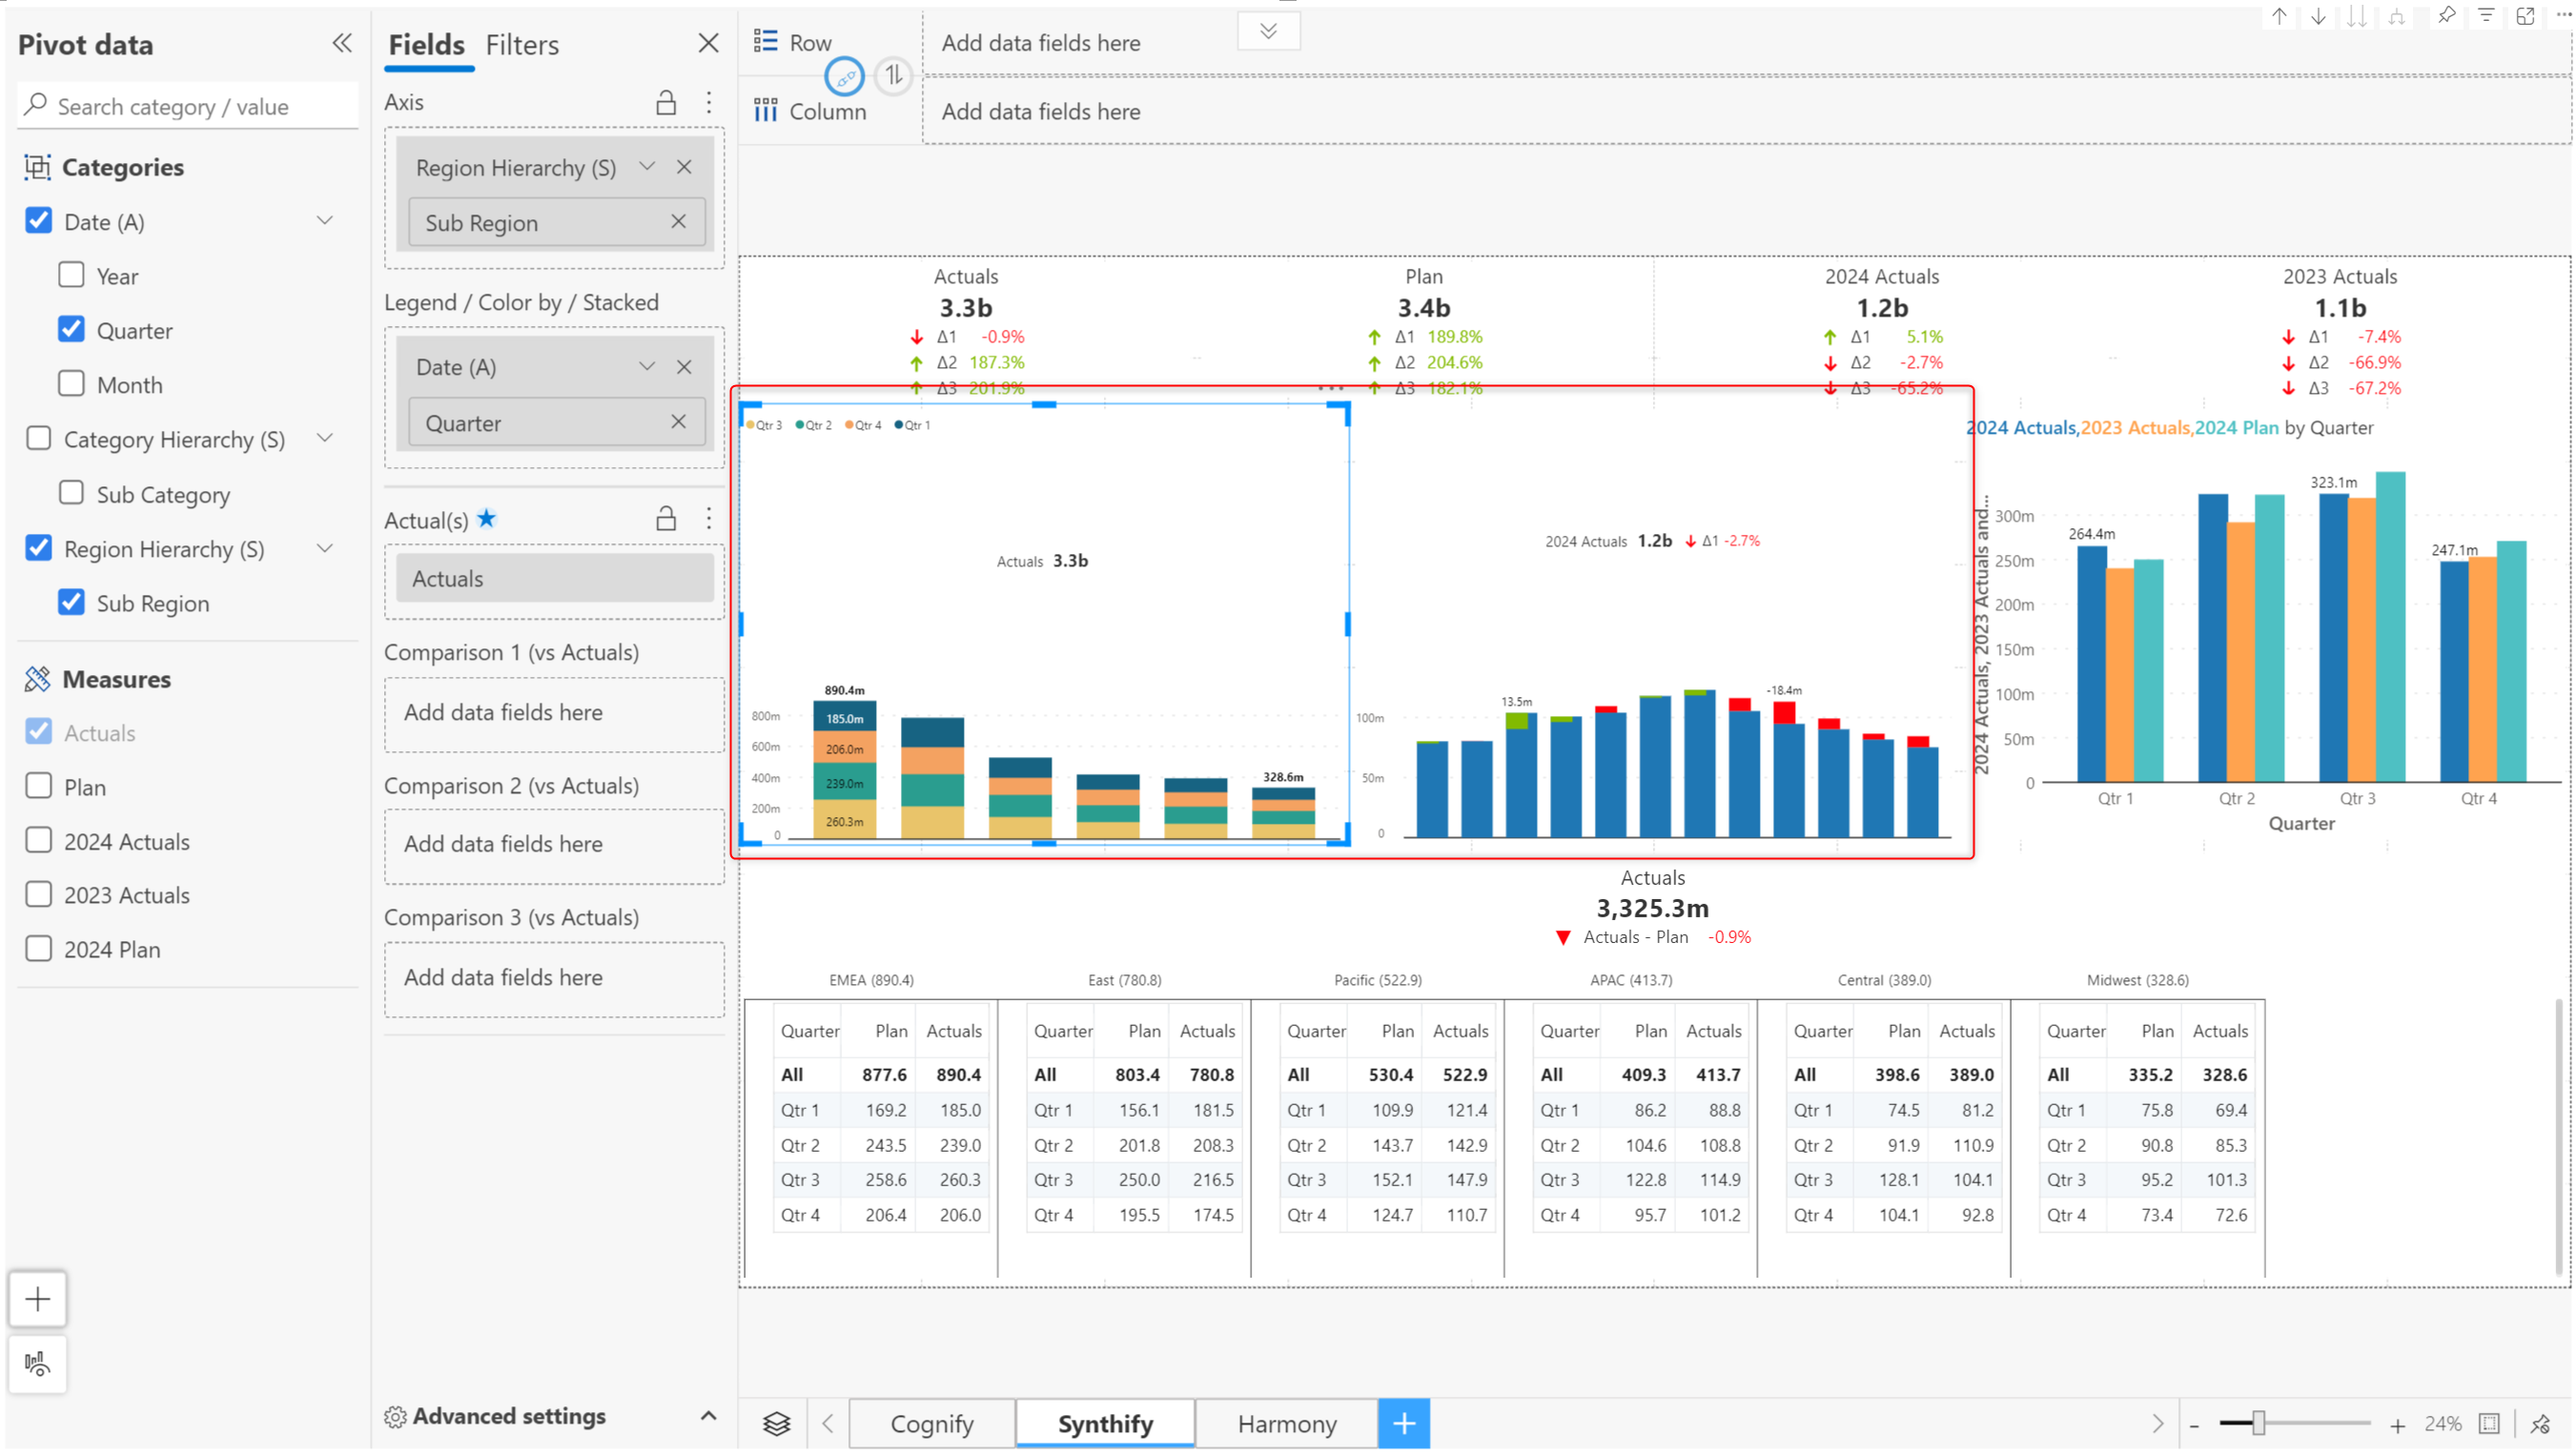 Pivot data
Search category / value
Categories
Date (A)
Year
Quarter
Month
Category Hierarchy (S)
Sub Category
Region Hierarchy (S)
Sub Region
Measures
Actuals
Plan
2024 Actuals
2023 Actuals
2024 Plan
Fields Filters
Axis
Region Hierarchy (S)
Sub Region
Legend / Color by / Stacked
Date (A)
Quarter
Actual(s)
Actuals
Comparison 1 (vs Actuals)
Add data fields here
Comparison 2 (vs Actuals)
Add data fields here
Comparison 3 (vs Actuals)
Add data fields here
Advanced settings
Row Add data fields here
Column Add data fields here
Actuals
3.3b
Δ1 -0.9%
Δ2 187.3%
Δ3 201.9%
Plan
3.4b
Δ1 189.8%
Δ2 204.6%
Δ3 182.1%
2024 Actuals
1.2b
Δ1 5.1%
Δ2 -2.7%
Δ3 -65.2%
2023 Actuals
1.1b
Δ1 -7.4%
Δ2 -66.9%
Δ3 -67.2%
Qtr 3 Qtr 2 Qtr 4 Qtr 1
Actuals 3.3b
890.4m
800m
185.0m
600m
206.0m
400m
239.0m
328.6m
200m
260.3m
0
2024 Actuals 1.2b Δ1 -2.7%
13.5m
-18.4m
100m
50m
0
2024 Actuals,2023 Actuals,2024 Plan by Quarter
2024 Actuals, 2023 Actuals and...
323.1m
300m
264.4m
247.1m
250m
200m
150m
100m
50m
0
Qtr 1 Qtr 2 Qtr 3 Qtr 4
Quarter
Actuals
3,325.3m
Actuals - Plan -0.9%
EMEA (890.4) East (780.8) Pacific (522.9) APAC (413.7) Central (389.0) Midwest (328.6)
Quarter Plan Actuals Quarter Plan Actuals Quarter Plan Actuals Quarter Plan Actuals Quarter Plan Actuals Quarter Plan Actuals
All 877.6 890.4 All 803.4 780.8 All 530.4 522.9 All 409.3 413.7 All 398.6 389.0 All 335.2 328.6
Qtr 1 169.2 185.0 Qtr 1 156.1 181.5 Qtr 1 109.9 121.4 Qtr 1 86.2 88.8 Qtr 1 74.5 81.2 Qtr 1 75.8 69.4
Qtr 2 243.5 239.0 Qtr 2 201.8 208.3 Qtr 2 143.7 142.9 Qtr 2 104.6 108.8 Qtr 2 91.9 110.9 Qtr 2 90.8 85.3
Qtr 3 258.6 260.3 Qtr 3 250.0 216.5 Qtr 3 152.1 147.9 Qtr 3 122.8 114.9 Qtr 3 128.1 104.1 Qtr 3 95.2 101.3
Qtr 4 206.4 206.0 Qtr 4 195.5 174.5 Qtr 4 124.7 110.7 Qtr 4 95.7 101.2 Qtr 4 104.1 92.8 Qtr 4 73.4 72.6
Cognify Synthify Harmony + - + 24%